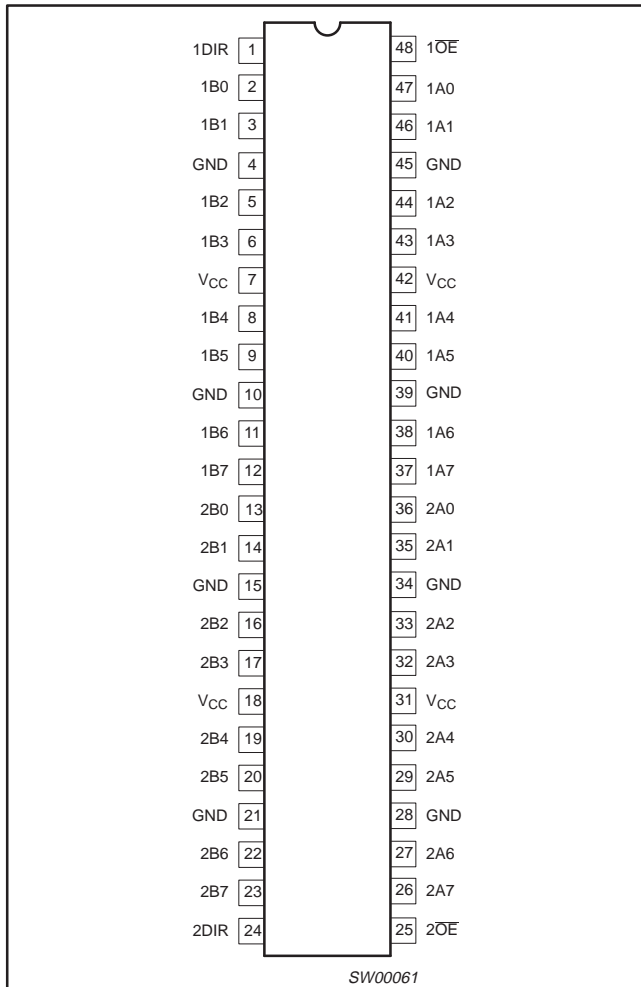 1DIR 1 48 1O̅E̅
1B0 2 47 1A0
1B1 3 46 1A1
GND 4 45 GND
1B2 5 44 1A2
1B3 6 43 1A3
VCC 7 42 VCC
1B4 8 41 1A4
1B5 9 40 1A5
GND 10 39 GND
1B6 11 38 1A6
1B7 12 37 1A7
2B0 13 36 2A0
2B1 14 35 2A1
GND 15 34 GND
2B2 16 33 2A2
2B3 17 32 2A3
VCC 18 31 VCC
2B4 19 30 2A4
2B5 20 29 2A5
GND 21 28 GND
2B6 22 27 2A6
2B7 23 26 2A7
2DIR 24 25 2O̅E̅
SW00061